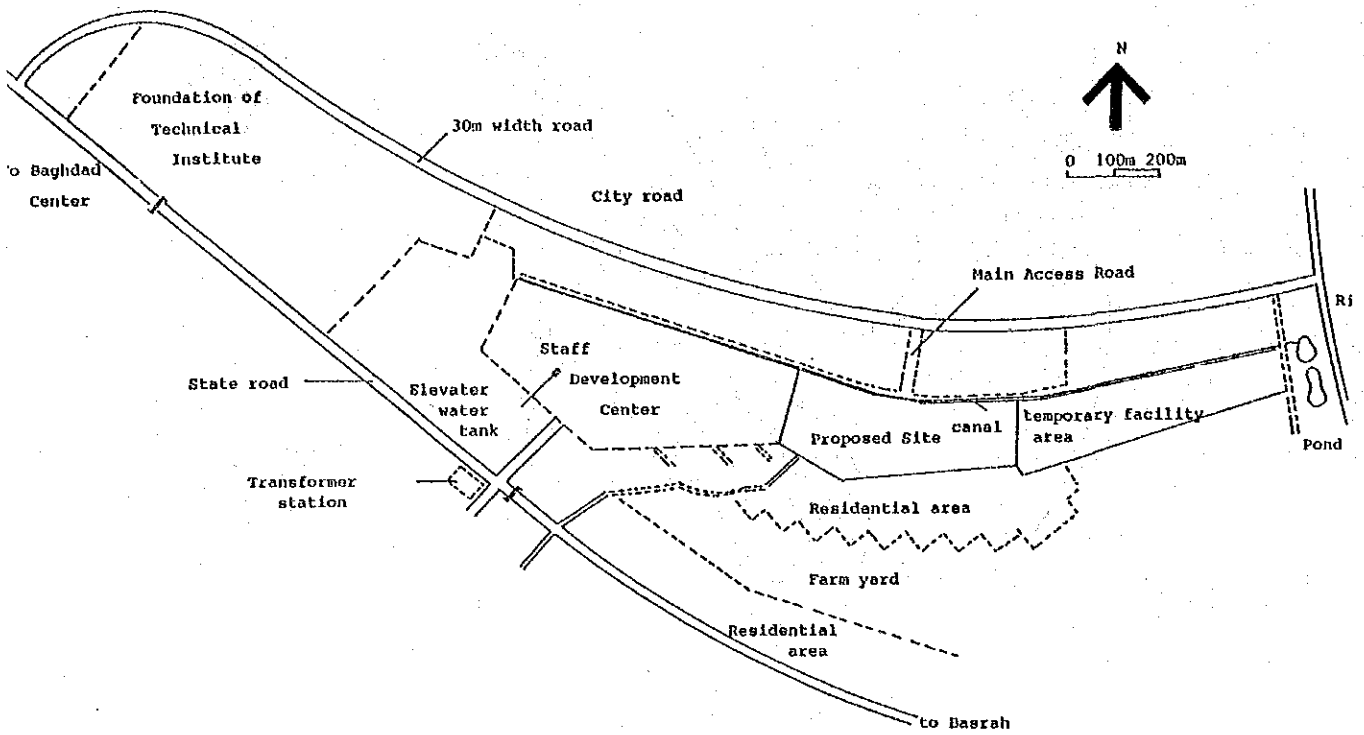 N
0 100m 200m
Foundation of
Technical
Institute
30m width road
'o Baghdad
Center
City road
Main Access Road
Ri
State road
Staff
Development
Center
Elevater
water
tank
Proposed Site
canal
temporary facility
area
Pond
Transformer
station
Residential area
Farm yard
Residential
area
to Basrah